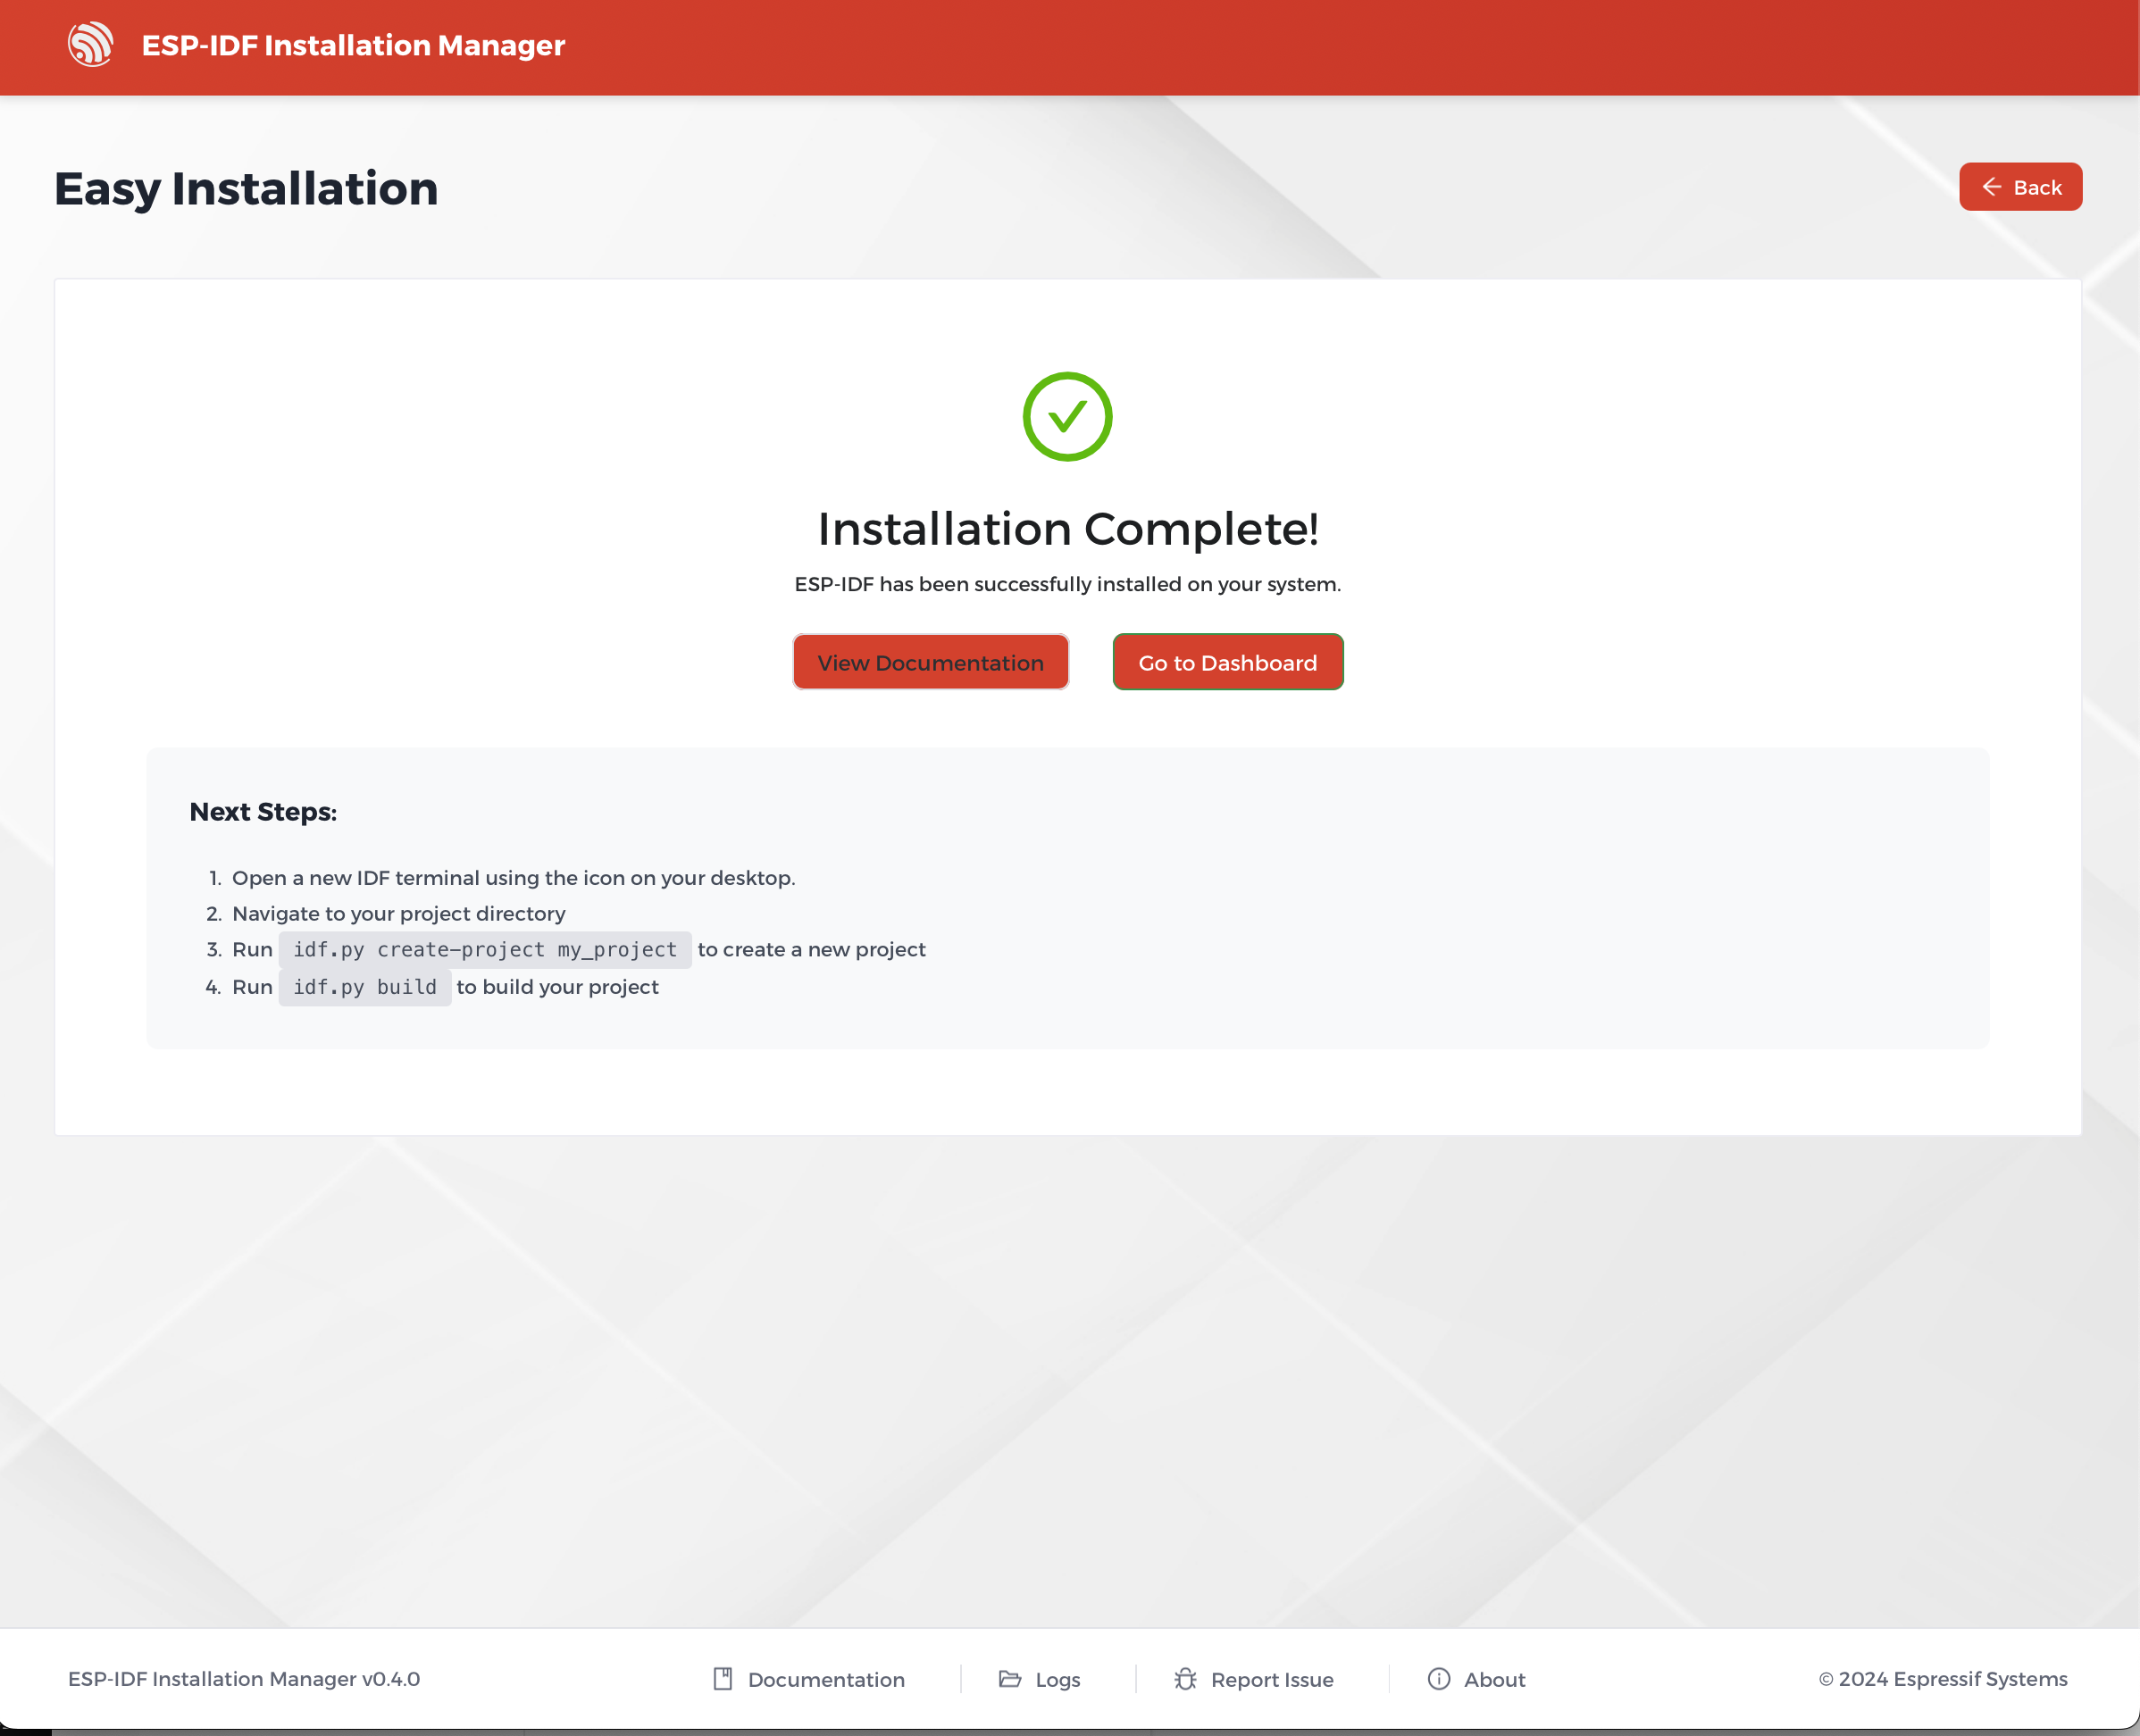 ESP-IDF Installation Manager
Easy Installation
Back
Installation Complete!
ESP-IDF has been successfully installed on your system.
View Documentation
Go to Dashboard
Next Steps:
1. Open a new IDF terminal using the icon on your desktop.
2. Navigate to your project directory
3. Run idf.py create-project my_project to create a new project
4. Run idf.py build to build your project
ESP-IDF Installation Manager v0.4.0
Documentation
Logs
Report Issue
About
© 2024 Espressif Systems